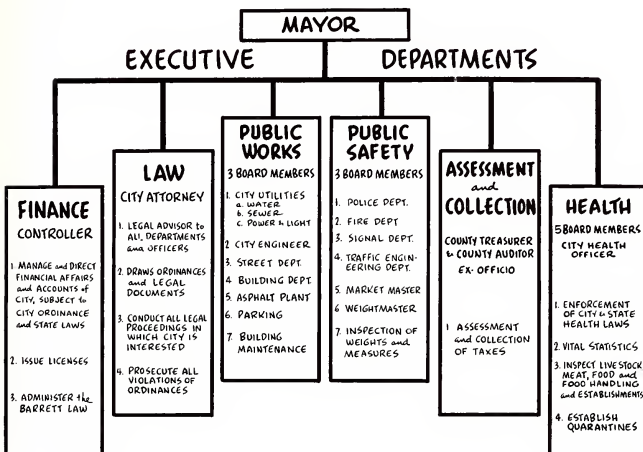 MAYOR
EXECUTIVE DEPARTMENTS
FINANCE
CONTROLLER
1 MANAGE and DIRECT
FINANCIAL AFFAIRS
and ACCOUNTS of
CITY, SUBJECT to
CITY ORDINANCE
and STATE LAWS
2. ISSUE LICENSES
3. ADMINISTER the
BARRETT LAW
LAW
CITY ATTORNEY
1. LEGAL ADVISOR to
ALL DEPARTMENTS
and OFFICERS
2. DRAWS ORDINANCES
and LEGAL
DOCUMENTS
3. CONDUCT ALL LEGAL
PROCEEDINGS IN
WHICH CITY IS
INTERESTED
4. PROSECUTE ALL
VIOLATIONS OF
ORDINANCES
PUBLIC
WORKS
3 BOARD MEMBERS
1. CITY UTILITIES
a. WATER
b. SEWER
c. POWER & LIGHT
2 CITY ENGINEER
3. STREET DEPT.
4 BUILDING DEPT.
5. ASPHALT PLANT
6. PARKING
7. BUILDING
MAINTENANCE
PUBLIC
SAFETY
3 BOARD MEMBERS
1. POLICE DEPT.
2. FIRE DEPT
3. SIGNAL DEPT.
4. TRAFFIC ENGIN-
EERING DEPT.
5. MARKET MASTER
6 WEIGHTMASTER
7 INSPECTION OF
WEIGHTS and
MEASURES
ASSESSMENT
and
COLLECTION
COUNTY TREASURER
& COUNTY AUDITOR
EX- OFFICIO
1 ASSESSMENT
and COLLECTION
OF TAXES
HEALTH
5 BOARD MEMBERS
CITY HEALTH
OFFICER
1. ENFORCEMENT
OF CITY & STATE
HEALTH LAWS
2. VITAL STATISTICS
3. INSPECT LIVESTOCK
MEAT, FOOD and
FOOD HANDLING
and ESTABLISHMENTS
4. ESTABLISH
QUARANTINES